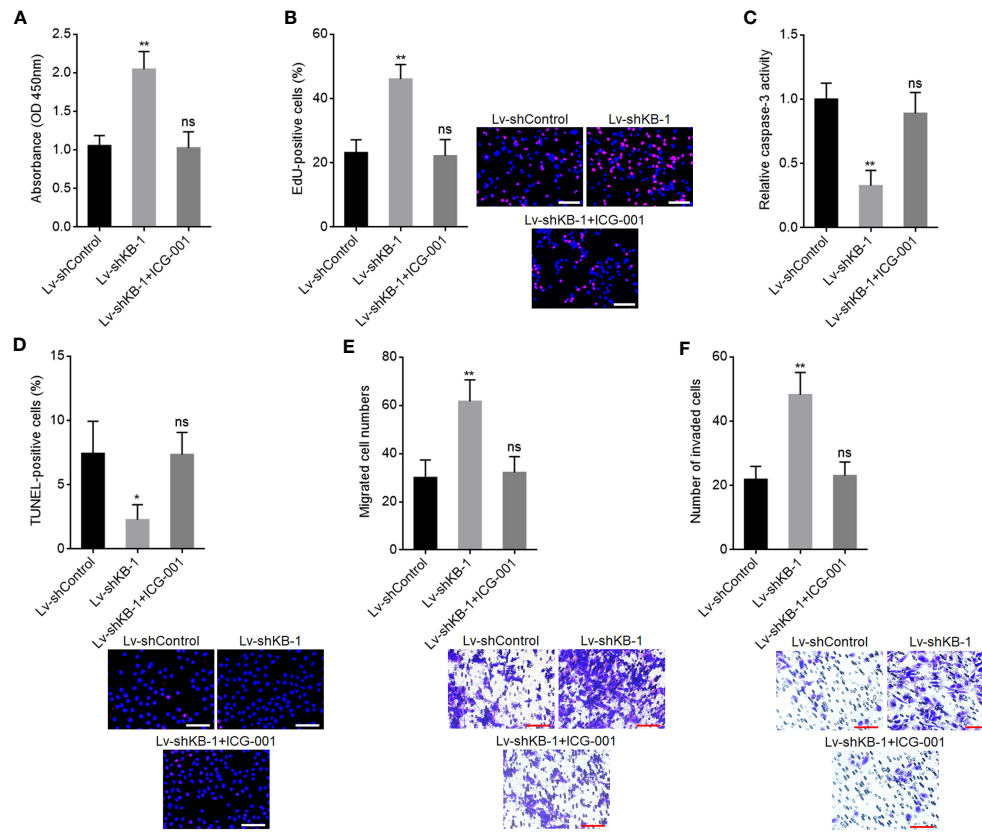 A
Absorbance (OD 450nm)
2.5
2.0
1.5
1.0
0.5
0.0
**
ns
Lv-shControl
Lv-shKB-1
Lv-shKB-1+ICG-001
B
EdU-positive cells (%)
60
40
20
0
**
ns
Lv-shControl
Lv-shKB-1
Lv-shKB-1+ICG-001
Lv-shControl
Lv-shKB-1
Lv-shKB-1+ICG-001
C
Relative caspase-3 activity
1.5
1.0
0.5
0.0
**
ns
Lv-shControl
Lv-shKB-1
Lv-shKB-1+ICG-001
D
TUNEL-positive cells (%)
15
10
5
0
*
ns
Lv-shControl
Lv-shKB-1
Lv-shKB-1+ICG-001
Lv-shControl
Lv-shKB-1
Lv-shKB-1+ICG-001
E
Migrated cell numbers
80
60
40
20
0
**
ns
Lv-shControl
Lv-shKB-1
Lv-shKB-1+ICG-001
Lv-shControl
Lv-shKB-1
Lv-shKB-1+ICG-001
F
Number of invaded cells
60
40
20
0
**
ns
Lv-shControl
Lv-shKB-1
Lv-shKB-1+ICG-001
Lv-shControl
Lv-shKB-1
Lv-shKB-1+ICG-001